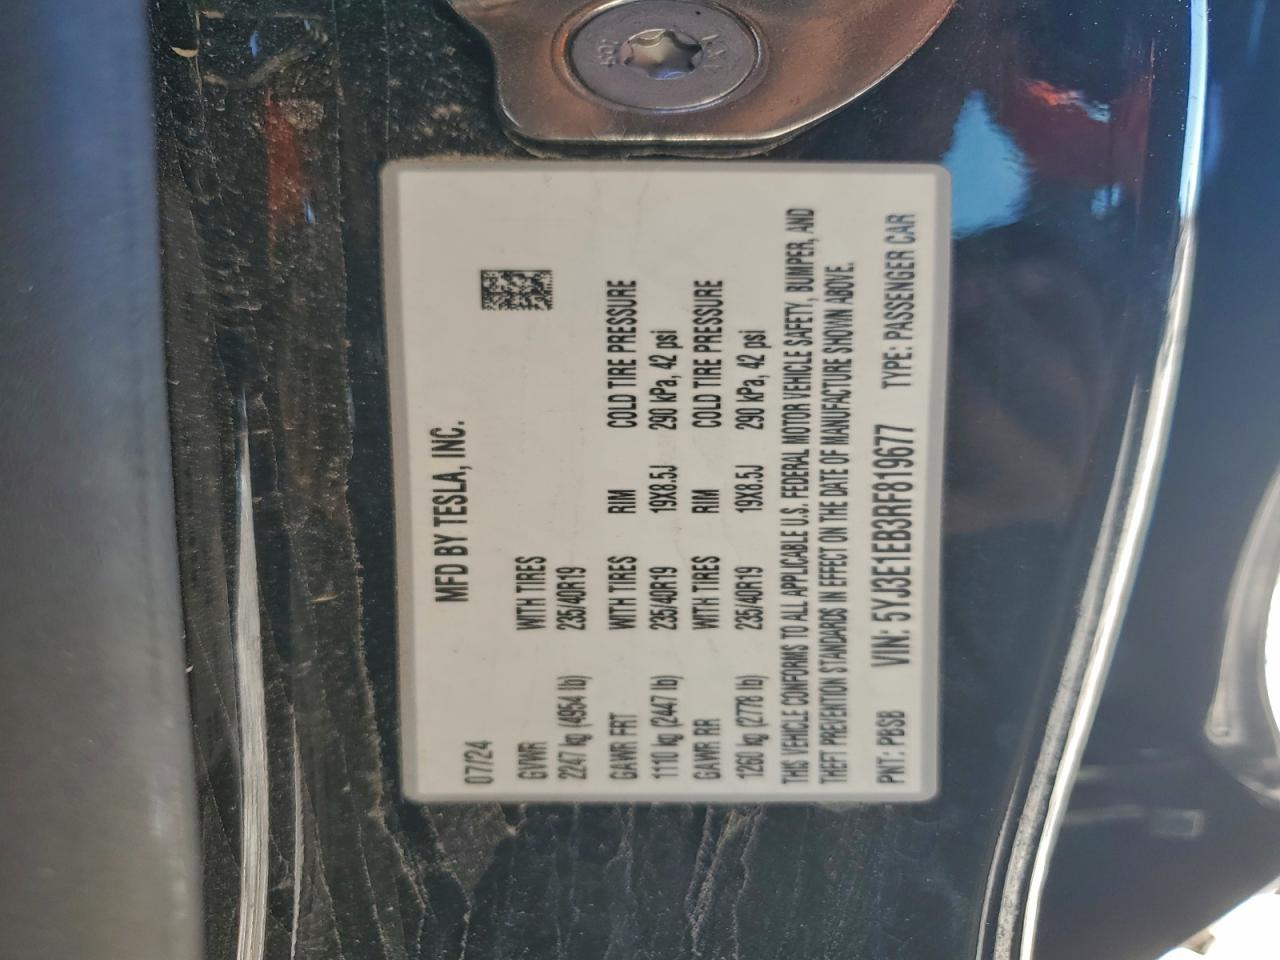 MFD BY TESLA, INC.
07/24
GVWR WITH TIRES
2247 kg (4954 lb) 235/40R19
GAWR FRT WITH TIRES RIM COLD TIRE PRESSURE
1110 kg (2447 lb) 235/40R19 19X8.5J 290 kPa, 42 psi
GAWR RR WITH TIRES RIM COLD TIRE PRESSURE
1260 kg (2778 lb) 235/40R19 19X8.5J 290 kPa, 42 psi
THIS VEHICLE CONFORMS TO ALL APPLICABLE U.S. FEDERAL MOTOR VEHICLE SAFETY, BUMPER, AND
THEFT PREVENTION STANDARDS IN EFFECT ON THE DATE OF MANUFACTURE SHOWN ABOVE.
PNT: PBSB VIN: 5YJ3E1EB3RF819677 TYPE: PASSENGER CAR